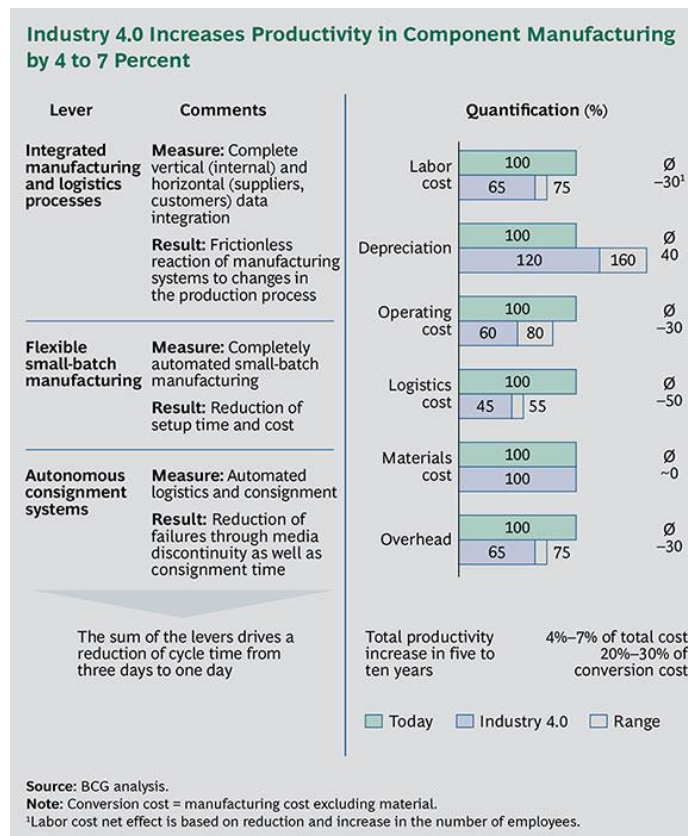 Industry 4.0 Increases Productivity in Component Manufacturing
by 4 to 7 Percent
Lever
Comments
Integrated
manufacturing
and logistics
processes
Measure: Complete
vertical (internal) and
horizontal (suppliers,
customers) data
integration
Result: Frictionless
reaction of manufacturing
systems to changes in
the production process
Flexible
small-batch
manufacturing
Measure: Completely
automated small-batch
manufacturing
Result: Reduction of
setup time and cost
Autonomous
consignment
systems
Measure: Automated
logistics and consignment
Result: Reduction of
failures through media
discontinuity as well as
consignment time
The sum of the levers drives a
reduction of cycle time from
three days to one day
Quantification (%)
Labor
cost
100
65 75
Ø
–30¹
Depreciation
100
120 160
Ø
40
Operating
cost
100
60 80
Ø
–30
Logistics
cost
100
45 55
Ø
–50
Materials
cost
100
100
Ø
~0
Overhead
100
65 75
Ø
–30
Total productivity
increase in five to
ten years
4%–7% of total cost
20%–30% of
conversion cost
Today Industry 4.0 Range
Source: BCG analysis.
Note: Conversion cost = manufacturing cost excluding material.
¹Labor cost net effect is based on reduction and increase in the number of employees.